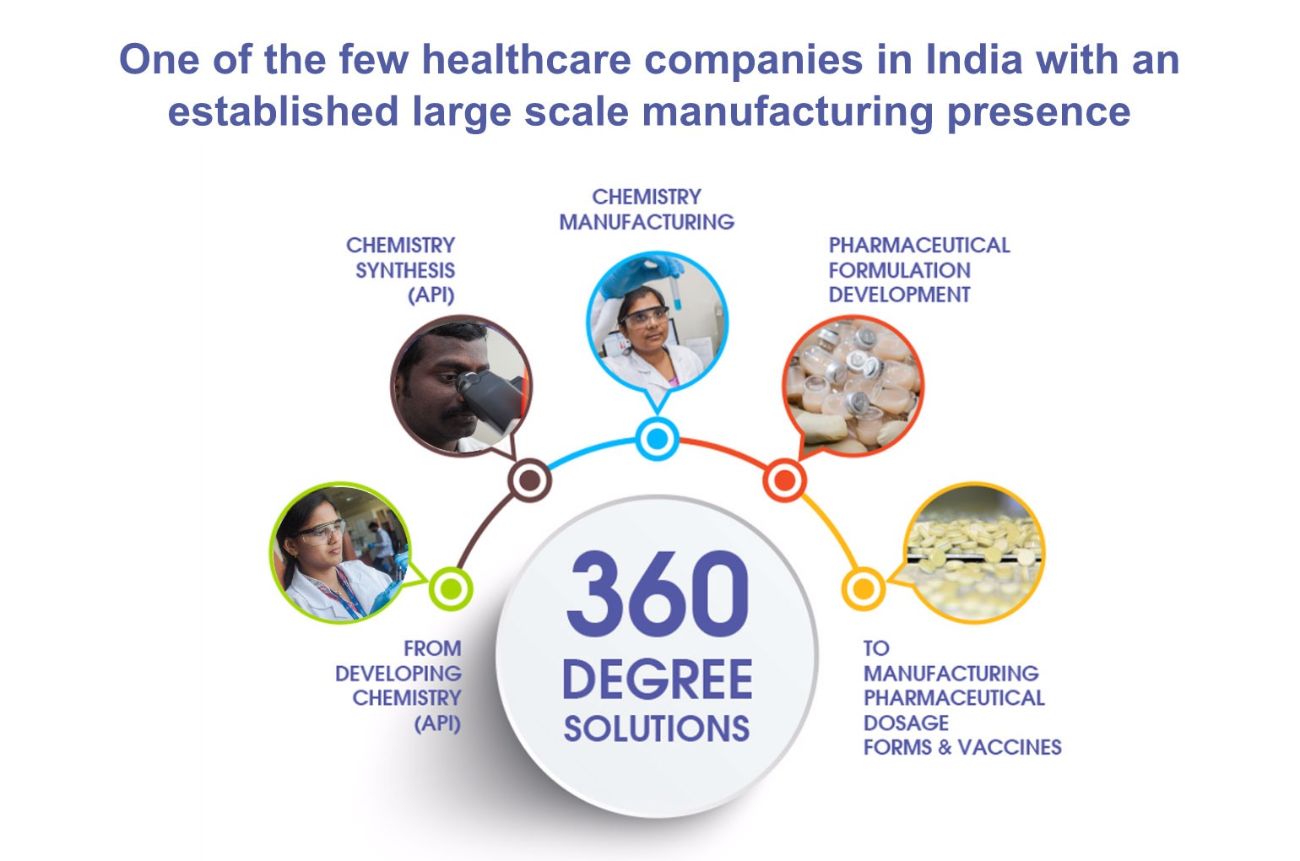 One of the few healthcare companies in India with an
established large scale manufacturing presence
CHEMISTRY
MANUFACTURING
CHEMISTRY
SYNTHESIS
(API)
PHARMACEUTICAL
FORMULATION
DEVELOPMENT
FROM
DEVELOPING
CHEMISTRY
(API)
360
DEGREE
SOLUTIONS
TO
MANUFACTURING
PHARMACEUTICAL
DOSAGE
FORMS & VACCINES